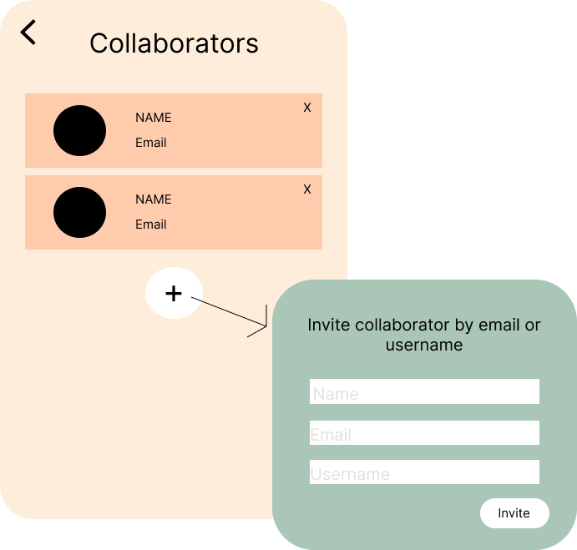 Collaborators
X
NAME
Email
X
NAME
Email
+
Invite collaborator by email or
username
Name
Email
Username
Invite